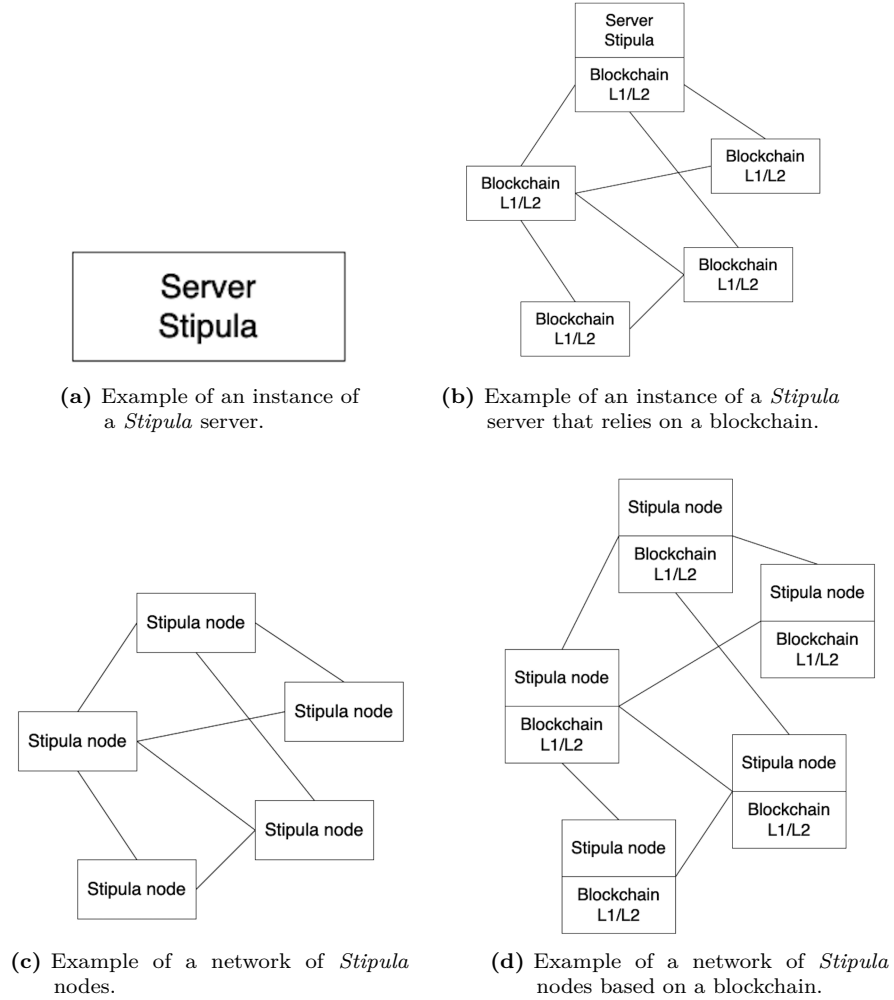 Server
Stipula
(a) Example of an instance of
a Stipula server.
Server
Stipula
Blockchain
L1/L2
Blockchain
L1/L2
Blockchain
L1/L2
Blockchain
L1/L2
Blockchain
L1/L2
(b) Example of an instance of a Stipula
server that relies on a blockchain.
Stipula node
Stipula node
Stipula node
Stipula node
Stipula node
(c) Example of a network of Stipula
nodes.
Stipula node
Blockchain
L1/L2
Stipula node
Blockchain
L1/L2
Stipula node
Blockchain
L1/L2
Stipula node
Blockchain
L1/L2
Stipula node
Blockchain
L1/L2
(d) Example of a network of Stipula
nodes based on a blockchain.